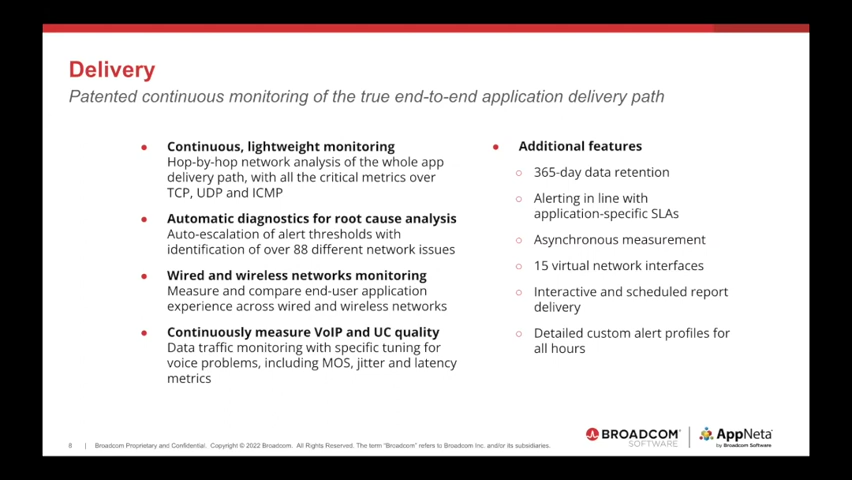 Delivery
Patented continuous monitoring of the true end-to-end application delivery path
Continuous, lightweight monitoring
Hop-by-hop network analysis of the whole app
delivery path, with all the critical metrics over
TCP, UDP and ICMP
Automatic diagnostics for root cause analysis
Auto-escalation of alert thresholds with
identification of over 88 different network issues
Wired and wireless networks monitoring
Measure and compare end-user application
experience across wired and wireless networks
Continuously measure VoIP and UC quality
Data traffic monitoring with specific tuning for
voice problems, including MOS, jitter and latency
metrics
Additional features
365-day data retention
Alerting in line with
application-specific SLAs
Asynchronous measurement
15 virtual network interfaces
Interactive and scheduled report
delivery
Detailed custom alert profiles for
all hours
8 | Broadcom Proprietary and Confidential. Copyright © 2022 Broadcom. All Rights Reserved. The term “Broadcom” refers to Broadcom Inc. and/or its subsidiaries.
BROADCOM®
SOFTWARE
AppNeta
by Broadcom Software